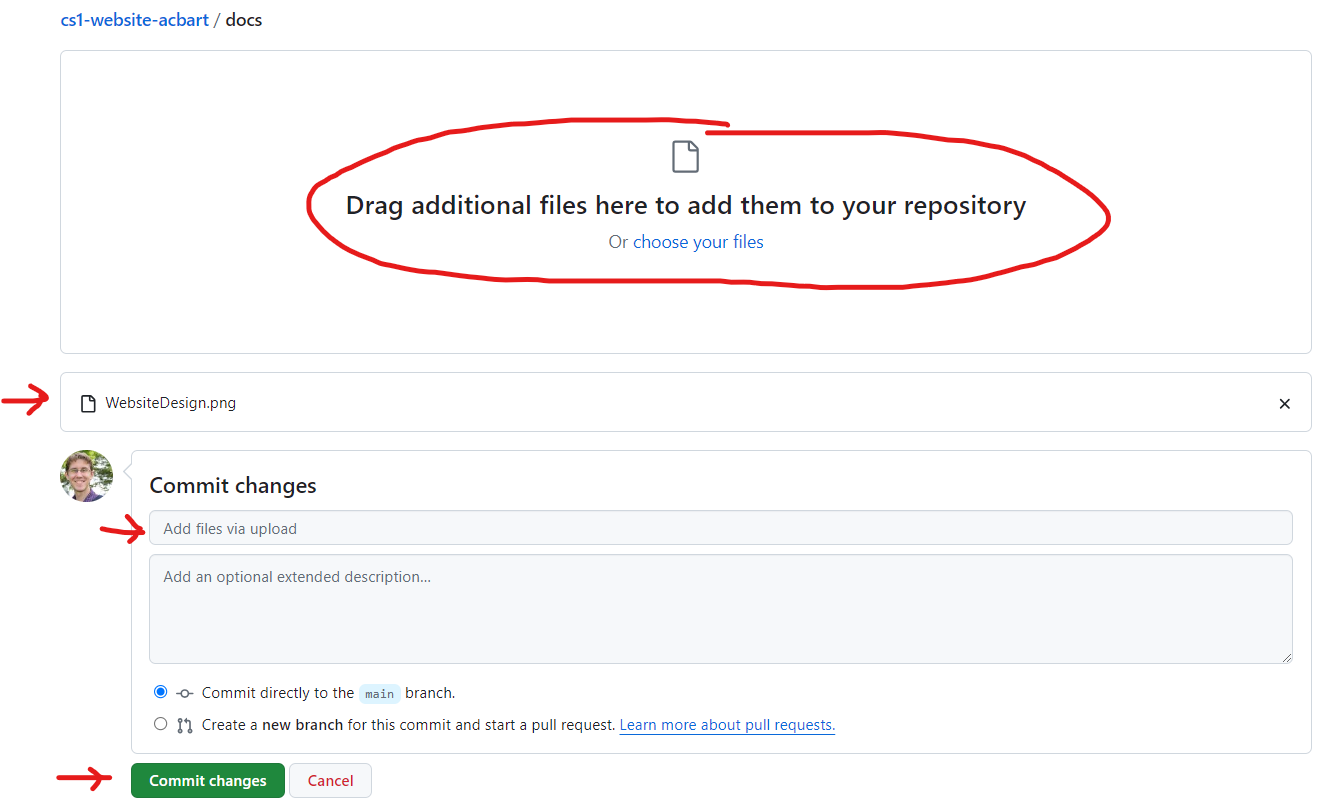 cs1-website-acbart / docs
Drag additional files here to add them to your repository
Or choose your files
WebsiteDesign.png
Commit changes
Add files via upload
Add an optional extended description...
Commit directly to the main branch.
Create a new branch for this commit and start a pull request. Learn more about pull requests.
Commit changes Cancel